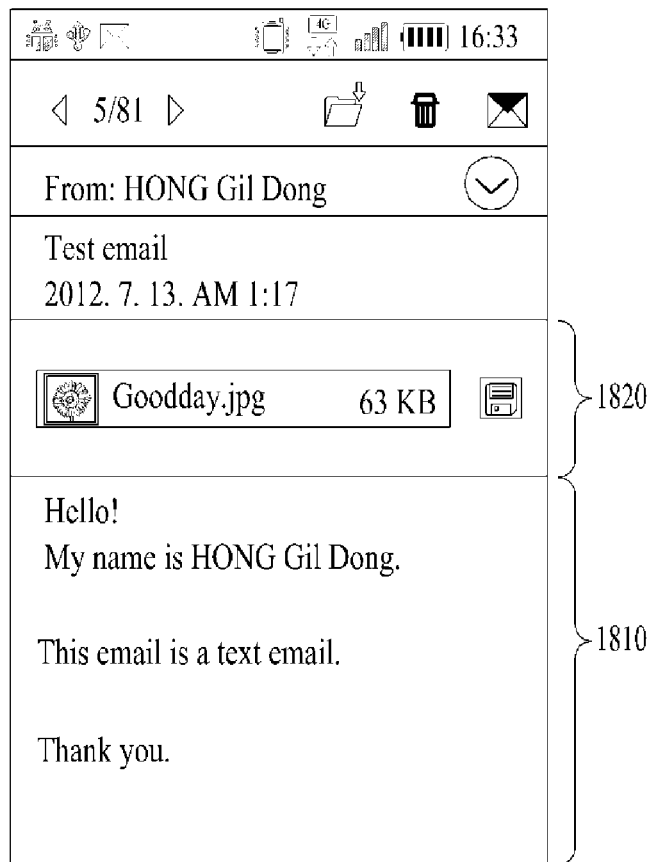 4G
16:33
5/81
From: HONG Gil Dong
Test email
2012. 7. 13. AM 1:17
Goodday.jpg 63 KB
1820
Hello!
My name is HONG Gil Dong.
This email is a text email.
1810
Thank you.